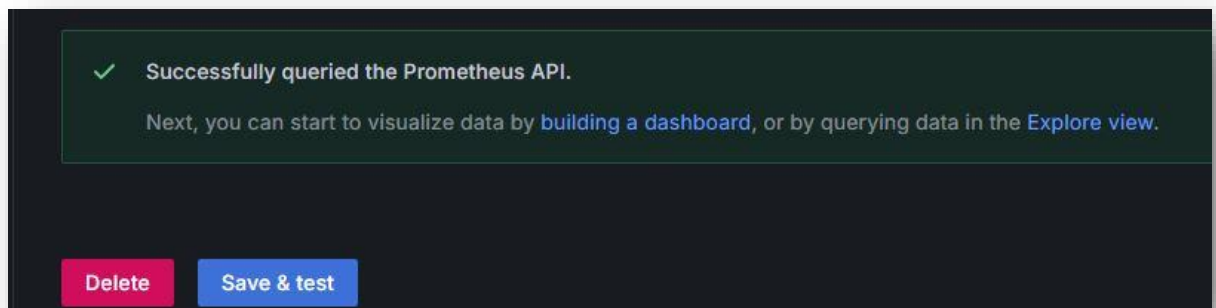 Successfully queried the Prometheus API.
Next, you can start to visualize data by building a dashboard, or by querying data in the Explore view.
Delete Save & test